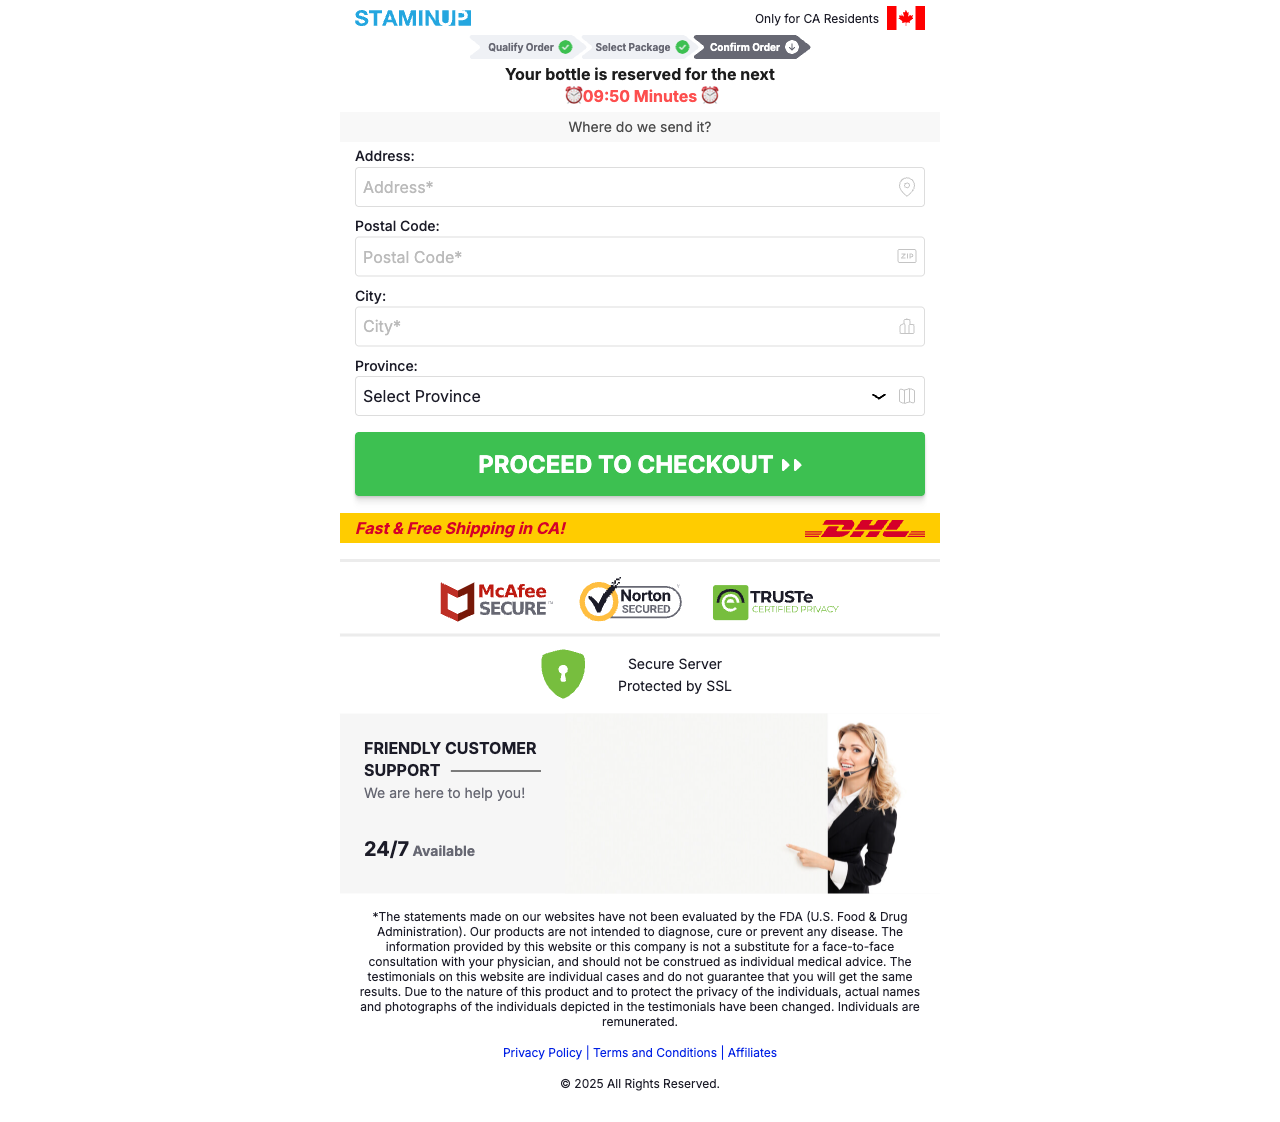 STAMINUP
Only for CA Residents
Qualify Order
Select Package
Confirm Order
Your bottle is reserved for the next
09:50 Minutes
Where do we send it?
Address:
Address*
Postal Code:
Postal Code*
ZIP
City:
City*
Province:
Select Province
PROCEED TO CHECKOUT
Fast & Free Shipping in CA!
DHL
McAfee
SECURE™
Norton
SECURED
TRUSTe
CERTIFIED PRIVACY
Secure Server
Protected by SSL
FRIENDLY CUSTOMER
SUPPORT
We are here to help you!
24/7 Available
*The statements made on our websites have not been evaluated by the FDA (U.S. Food & Drug
Administration). Our products are not intended to diagnose, cure or prevent any disease. The
information provided by this website or this company is not a substitute for a face-to-face
consultation with your physician, and should not be construed as individual medical advice. The
testimonials on this website are individual cases and do not guarantee that you will get the same
results. Due to the nature of this product and to protect the privacy of the individuals, actual names
and photographs of the individuals depicted in the testimonials have been changed. Individuals are
remunerated.
Privacy Policy | Terms and Conditions | Affiliates
© 2025 All Rights Reserved.